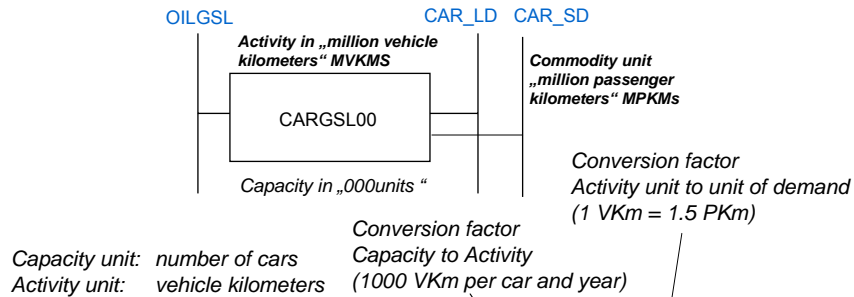 OILGSL CAR_LD CAR_SD
Activity in „million vehicle
kilometers“ MVKMS
Commodity unit
„million passenger
kilometers“ MPKMs
CARGSL00
Capacity in „000units “
Conversion factor
Activity unit to unit of demand
(1 VKm = 1.5 PKm)
Conversion factor
Capacity to Activity
(1000 VKm per car and year)
Capacity unit: number of cars
Activity unit: vehicle kilometers